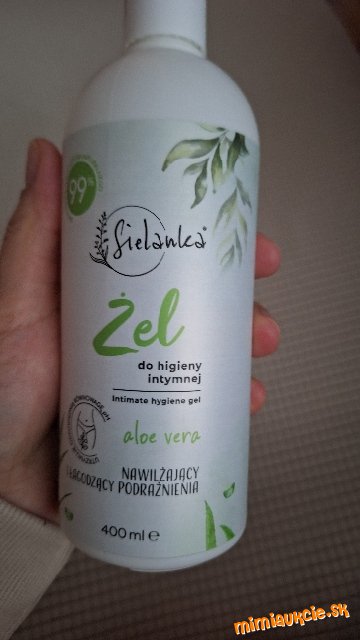 99%
Sielanka
Żel
do higieny
intymnej
Intimate hygiene gel
aloe vera
NAWILŻAJĄCY
ŁAGODZĄCY PODRAŻNIENIA
400 ml e
mimiaukcie.sk